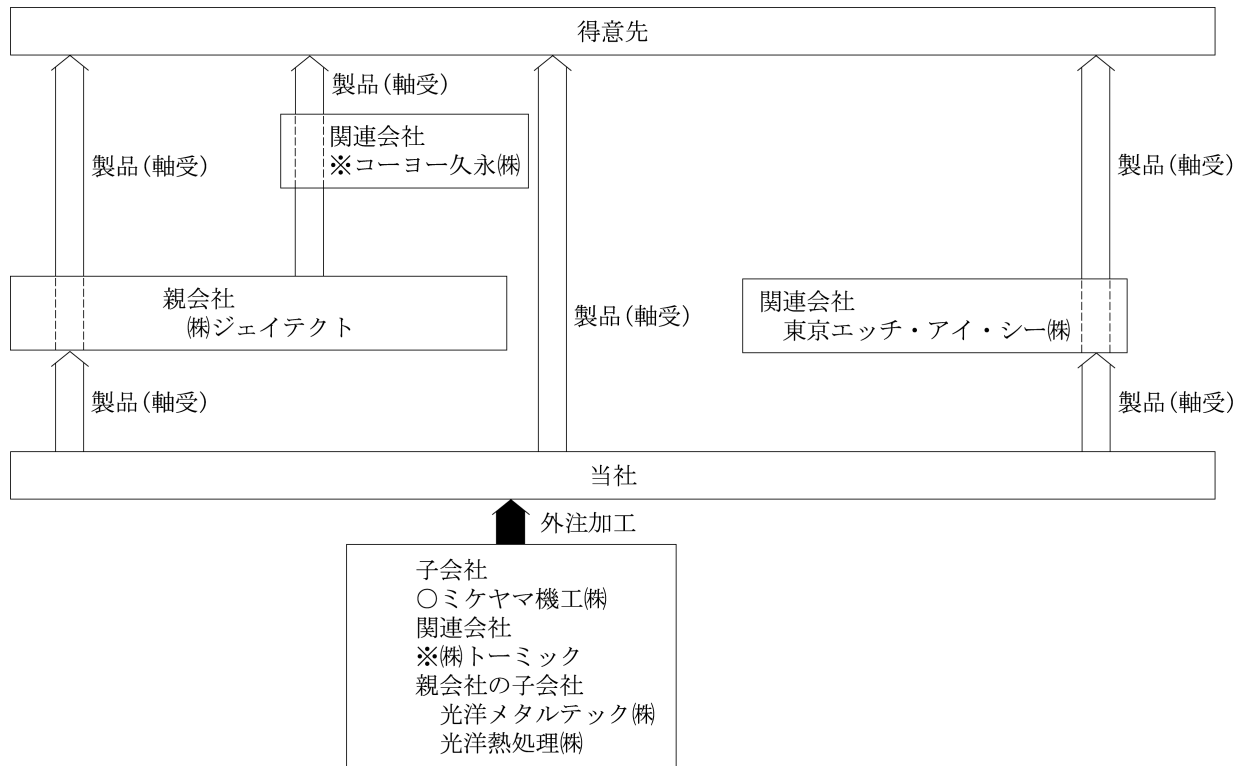 得意先
製品(軸受)
関連会社
※コーヨー久永㈱
製品(軸受)
製品(軸受)
親会社
㈱ジェイテクト
製品(軸受)
関連会社
東京エッチ・アイ・シー㈱
製品(軸受)
製品(軸受)
当社
外注加工
子会社
○ミケヤマ機工㈱
関連会社
※㈱トーミック
親会社の子会社
光洋メタルテック㈱
光洋熱処理㈱